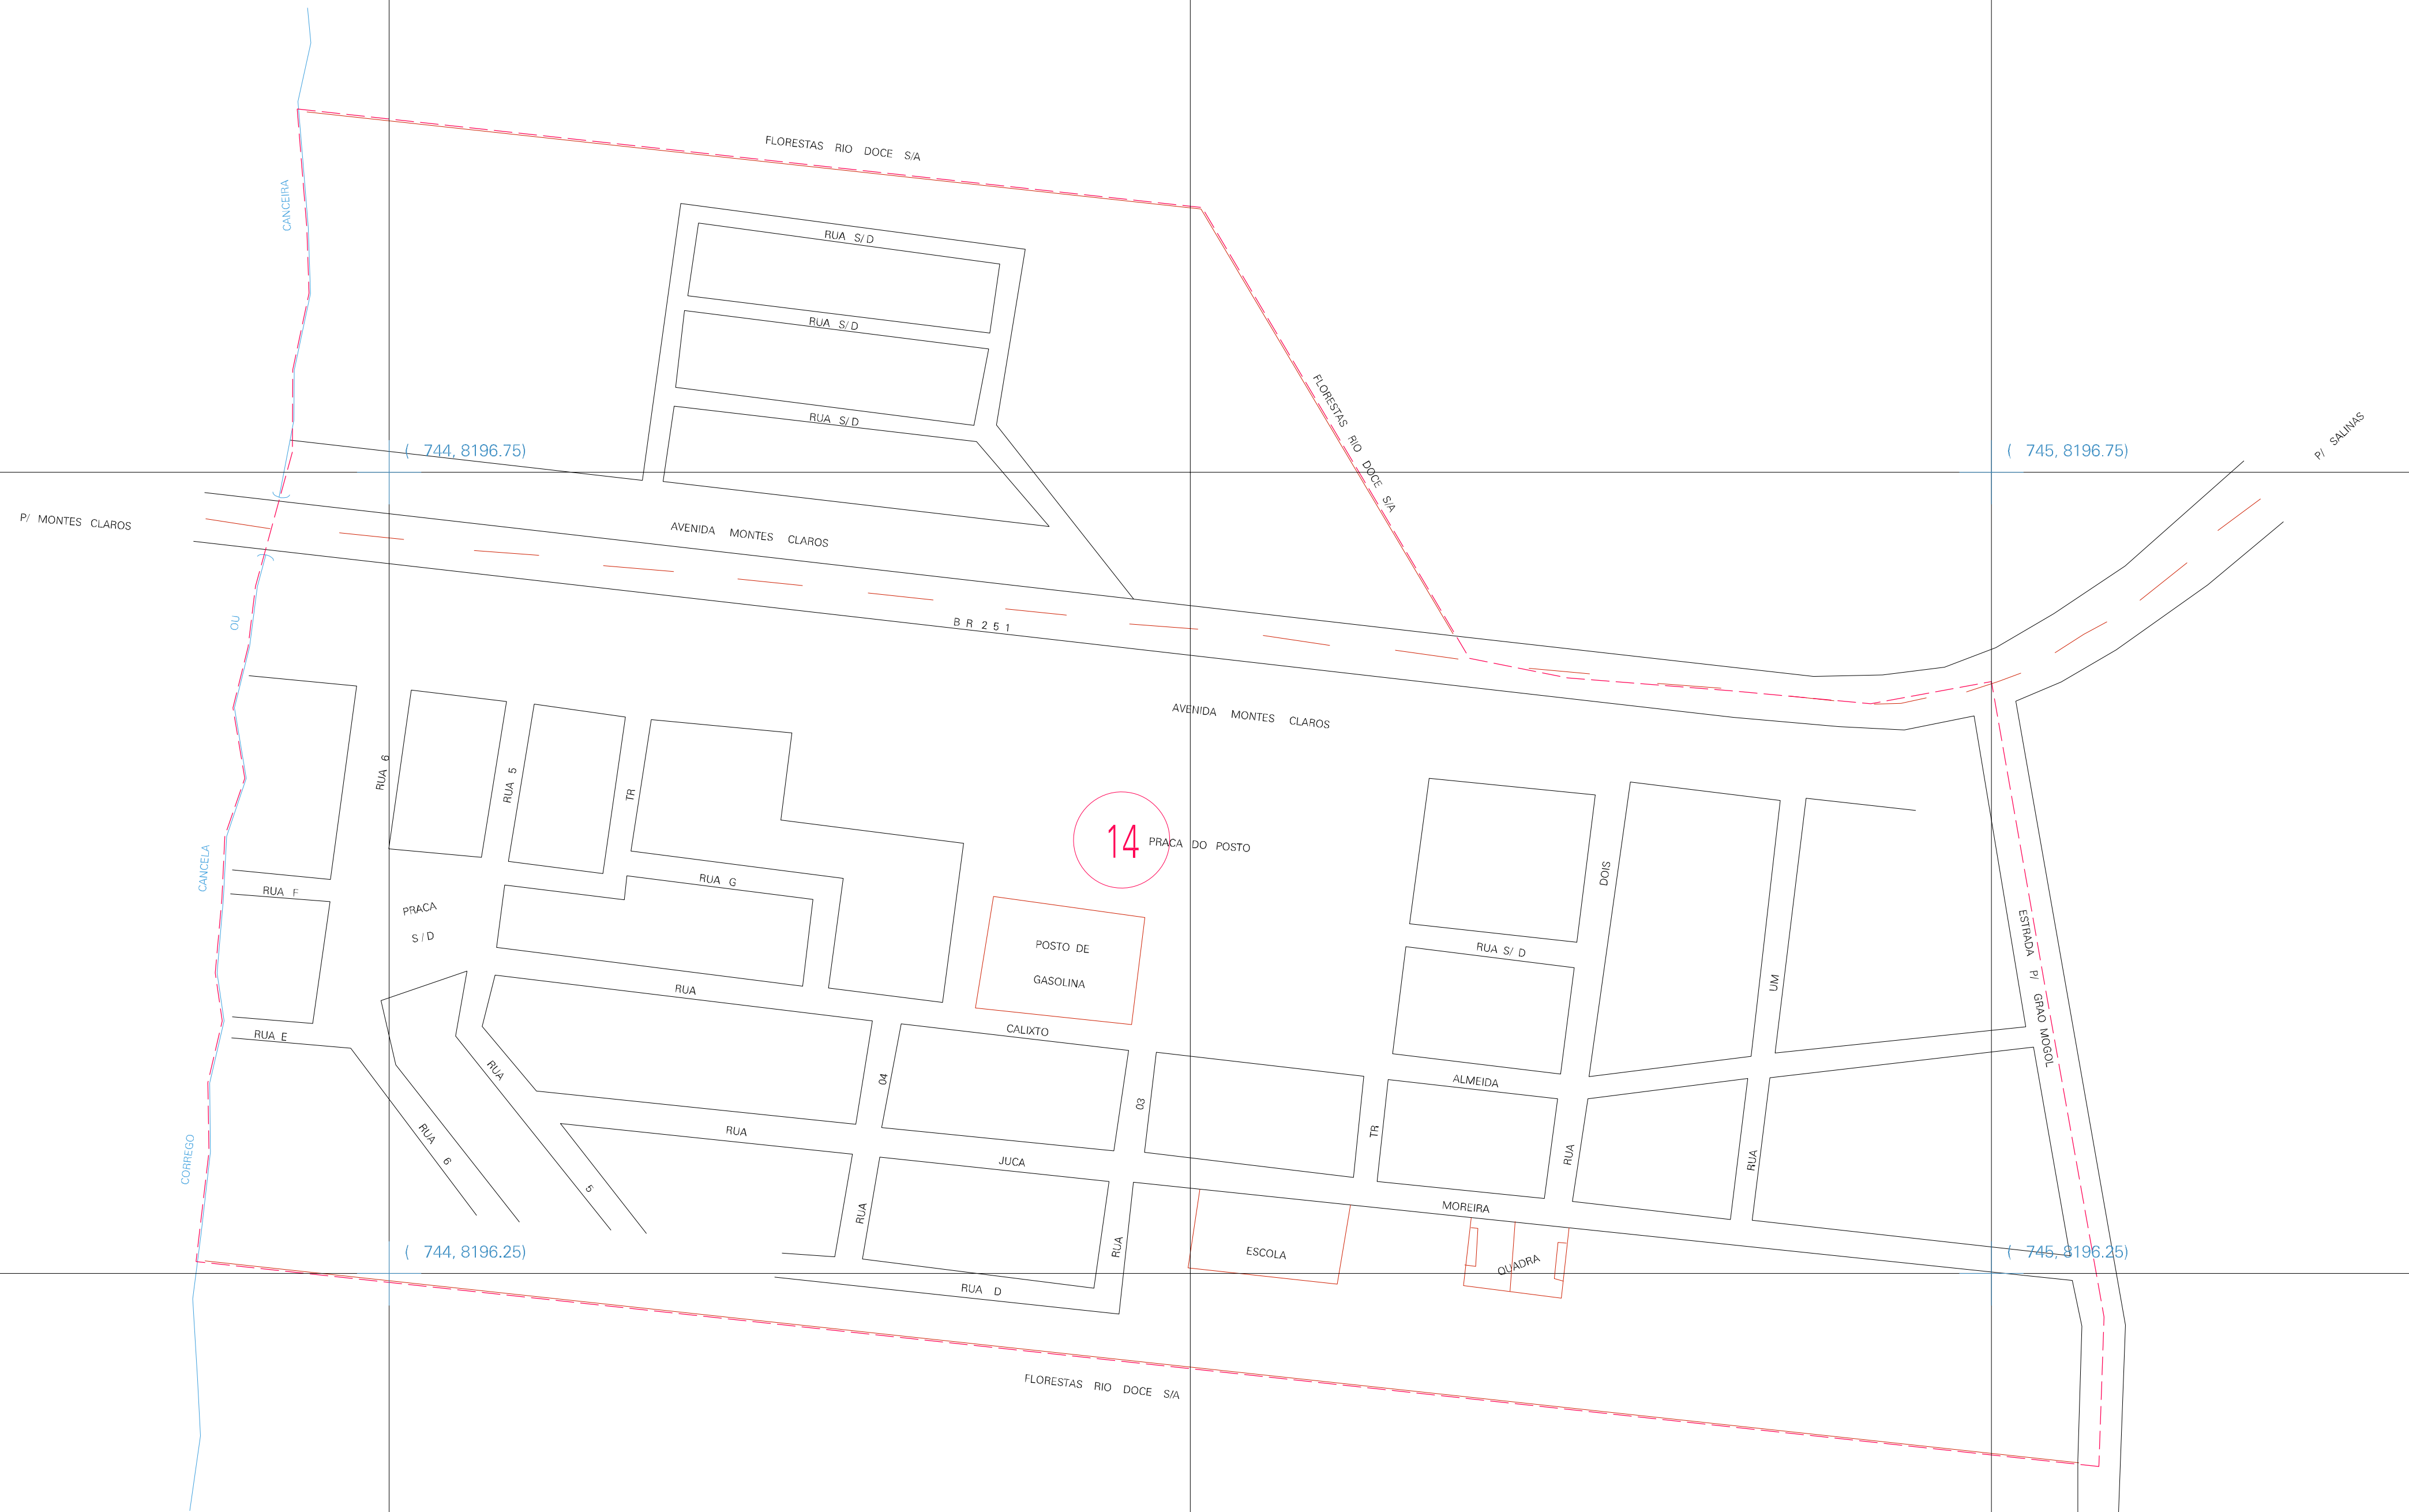 FLORESTAS RIO DOCE S/A
CANCEIRA
RUA S/D
RUA S/D
FLORESTAS RIO DOCE S/A
RUA S/D
P/ SALINAS
( 744, 8196.75)
( 745, 8196.75)
P/ MONTES CLAROS
AVENIDA MONTES CLAROS
OU
BR 251
AVENIDA MONTES CLAROS
RUA 6
RUA 5
TR
14
PRACA DO POSTO
CANCELA
RUA F
RUA G
DOIS
PRACA
S/D
POSTO DE
GASOLINA
RUA S/D
ESTRADA P/ GRAO MOGOL
UM
RUA
CALIXTO
ALMEIDA
RUA E
RUA
5
04
03
TR
RUA 6
RUA
JUCA
MOREIRA
RUA
RUA
CORREGO
RUA
RUA
ESCOLA
QUADRA
( 744, 8196.25)
( 745, 8196.25)
RUA D
FLORESTAS RIO DOCE S/A